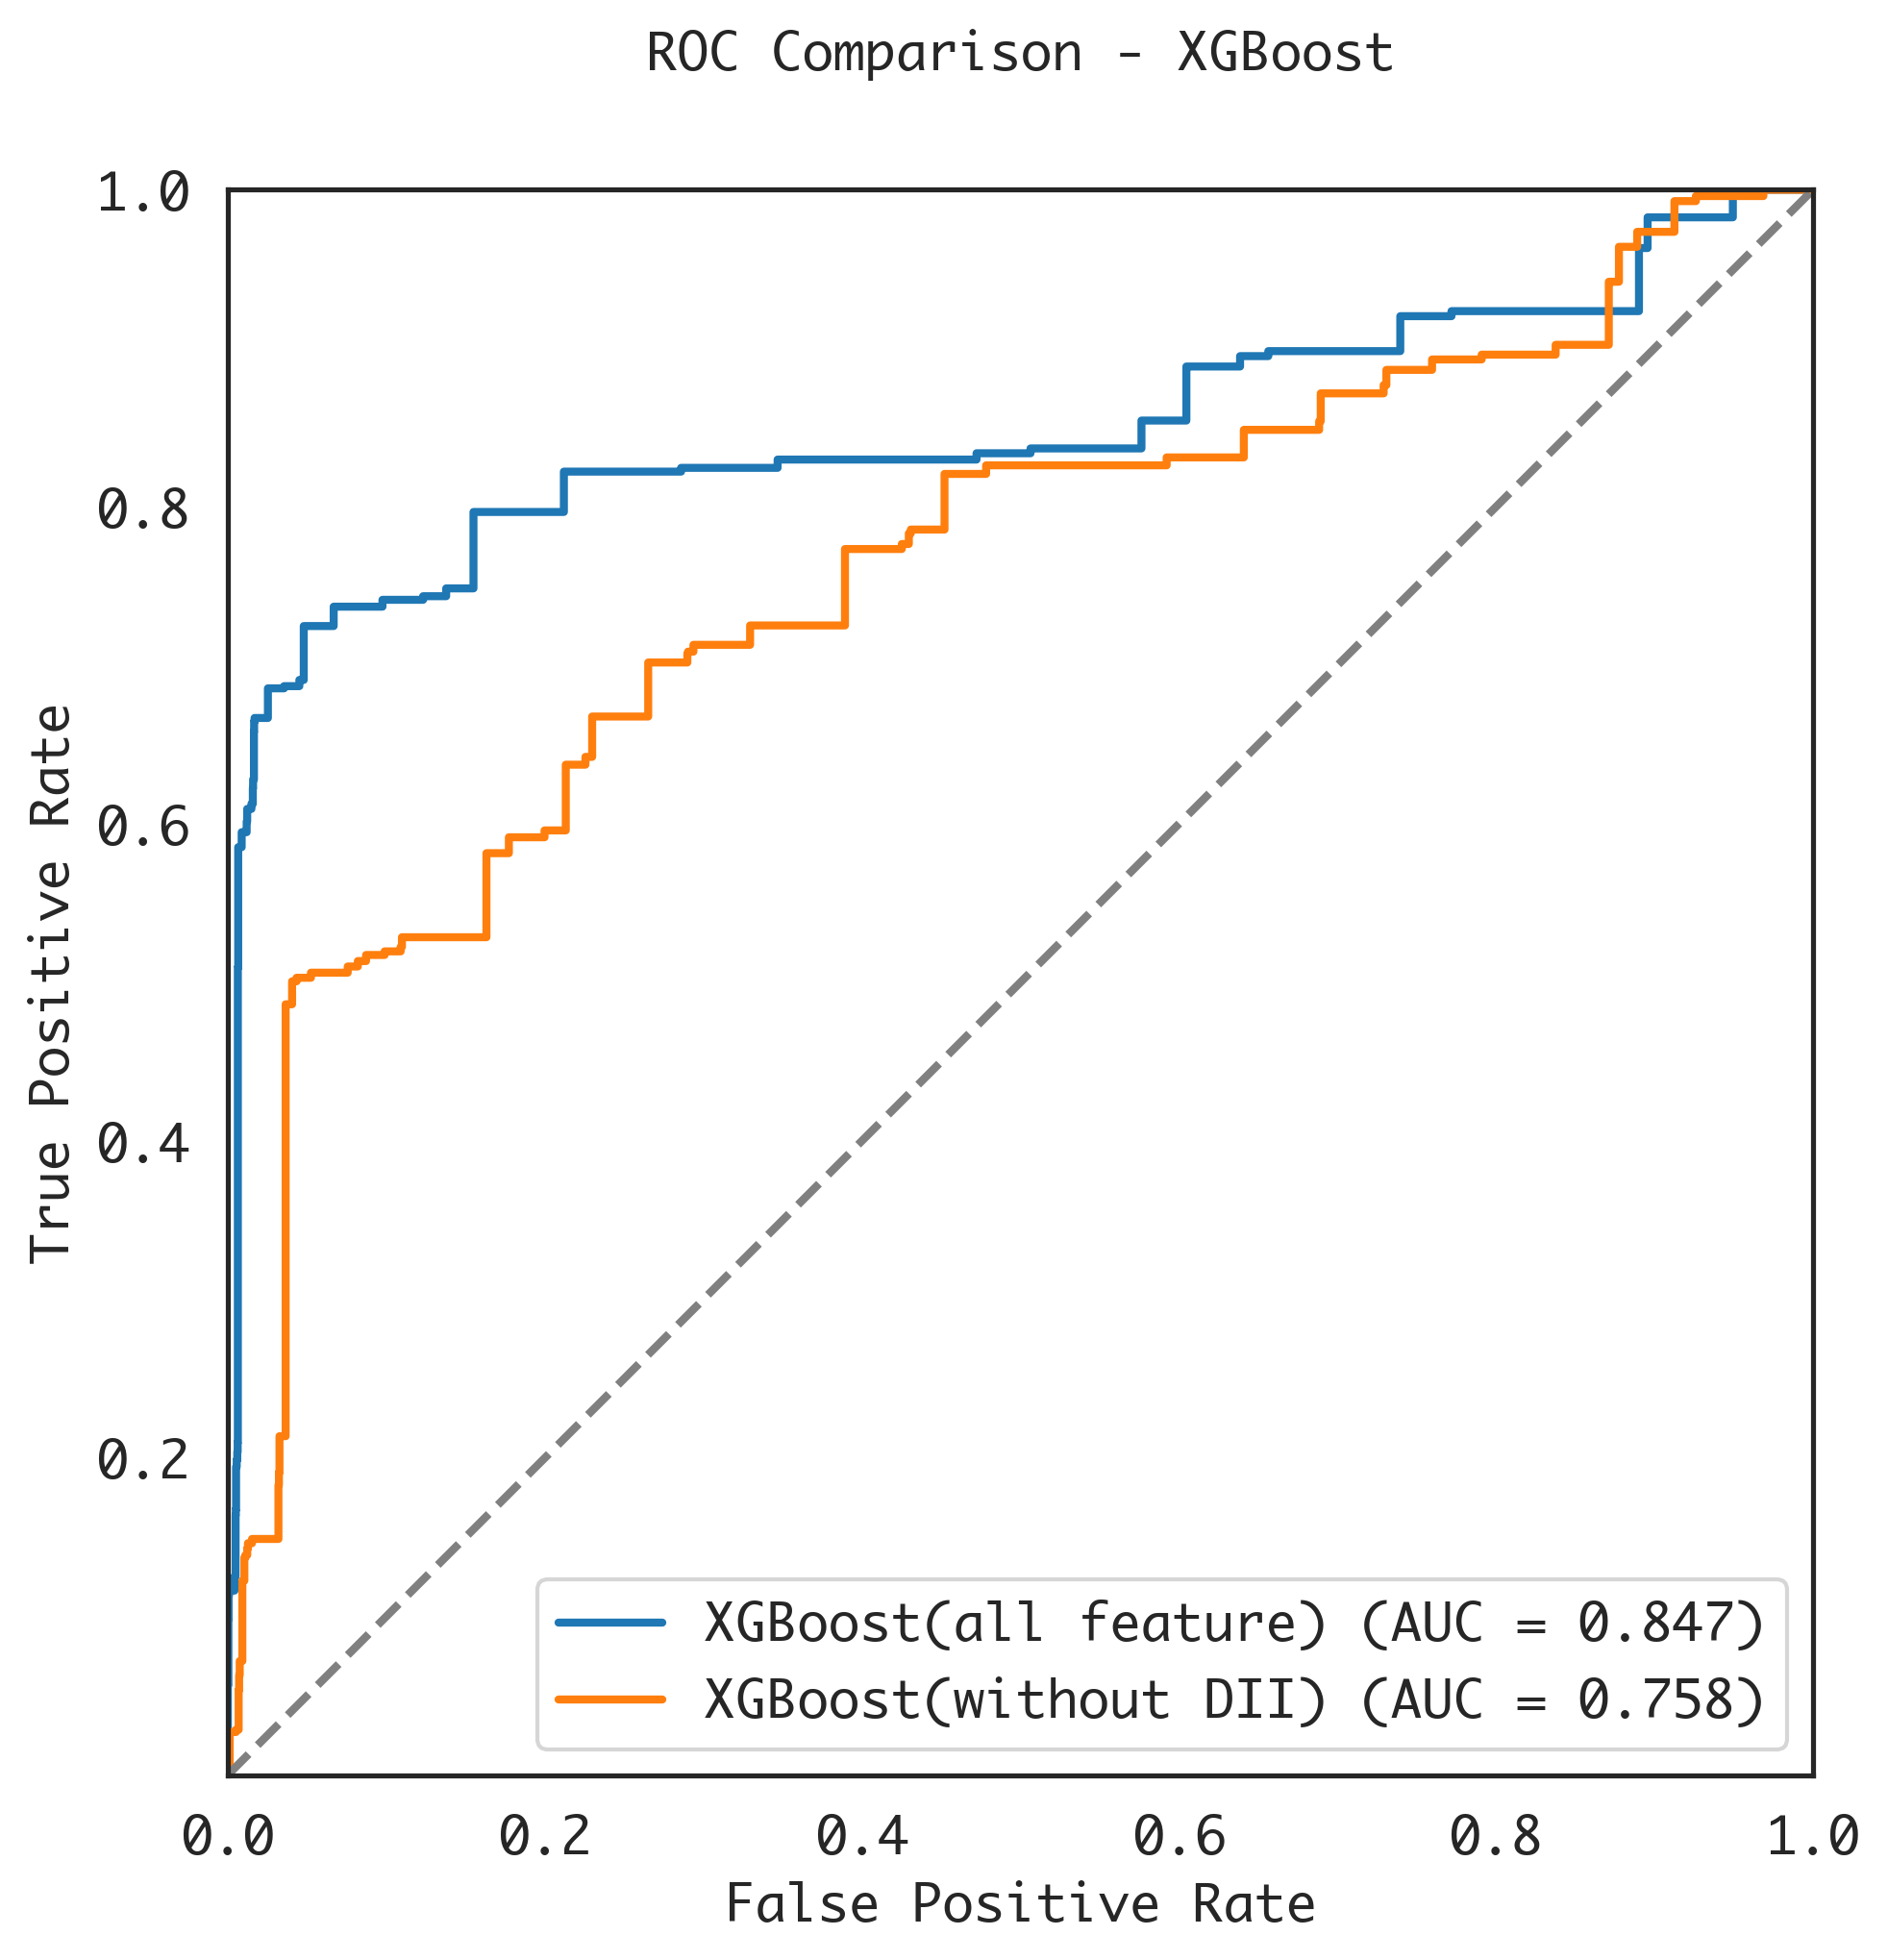 ROC Comparison - XGBoost
1.0
0.8
0.6
0.4
0.2
True Positive Rate
XGBoost(all feature) (AUC = 0.847)
XGBoost(without DII) (AUC = 0.758)
0.0 0.2 0.4 0.6 0.8 1.0
False Positive Rate